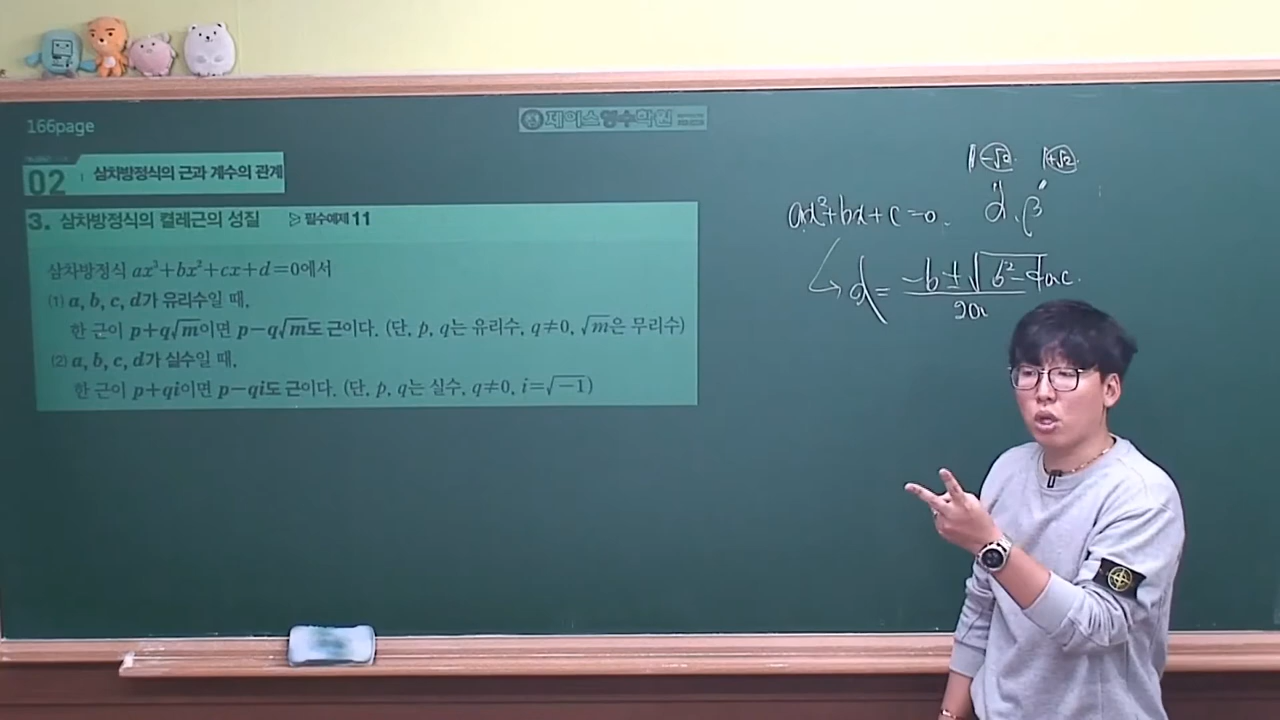 166page
제이스영수학원
02 삼차방정식의 근과 계수의 관계
3. 삼차방정식의 켤레근의 성질 ▷ 필수예제 11
삼차방정식 ax³+bx²+cx+d=0에서
(1) a, b, c, d가 유리수일 때,
한 근이 p+q√m이면 p−q√m도 근이다. (단, p, q는 유리수, q≠0, √m은 무리수)
(2) a, b, c, d가 실수일 때,
한 근이 p+qi이면 p−qi도 근이다. (단, p, q는 실수, q≠0, i=√−1)
1−√2. 1+√2.
ax²+bx+c=0. α, β
α = −b±√b²−4ac. / 2a